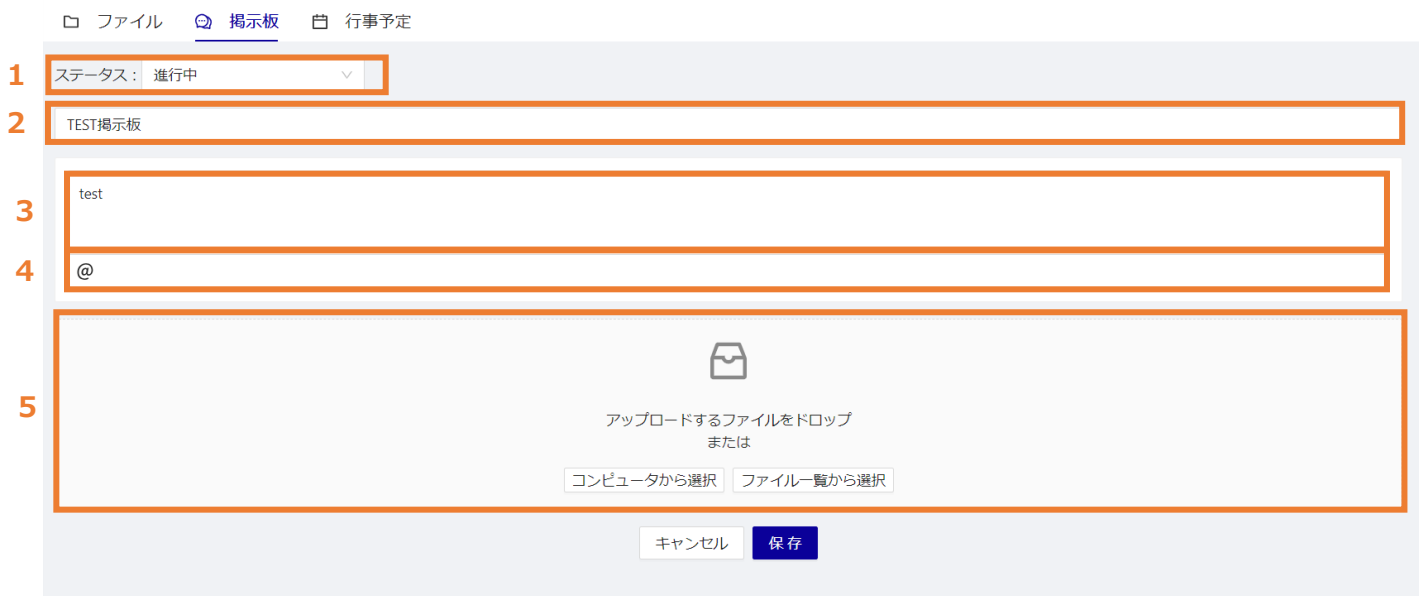 ファイル 掲示板 行事予定
1 ステータス： 進行中
2 TEST掲示板
3 test
4 @
5
アップロードするファイルをドロップ
または
コンピュータから選択 ファイル一覧から選択
キャンセル 保存